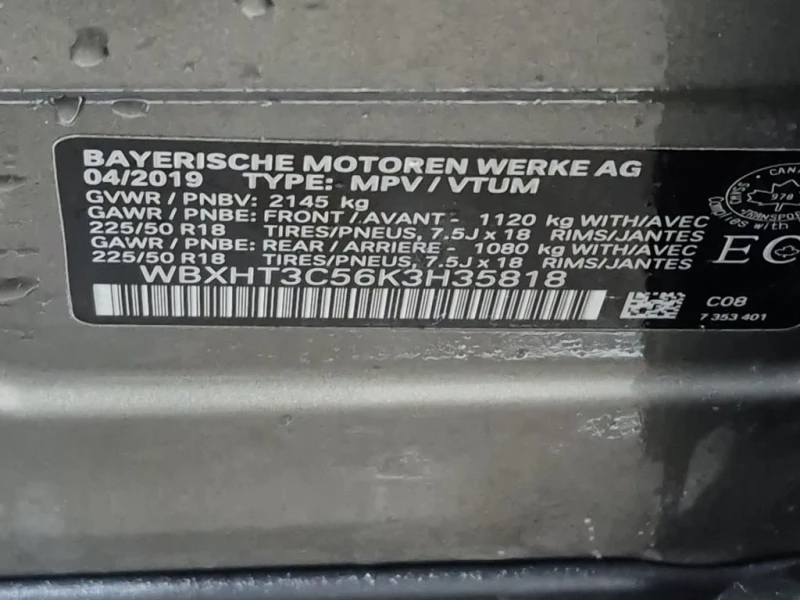 BAYERISCHE MOTOREN WERKE AG
04/2019 TYPE: MPV / VTUM
GVWR / PNBV: 2145 kg
GAWR / PNBE: FRONT / AVANT - 1120 kg WITH/AVEC
225/50 R18 TIRES/PNEUS, 7.5J x 18 RIMS/JANTES
GAWR / PNBE: REAR / ARRIERE - 1080 kg WITH/AVEC
225/50 R18 TIRES/PNEUS, 7.5J x 18 RIMS/JANTES
WBXHT3C56K3H35818
C08
7 353 401
EC